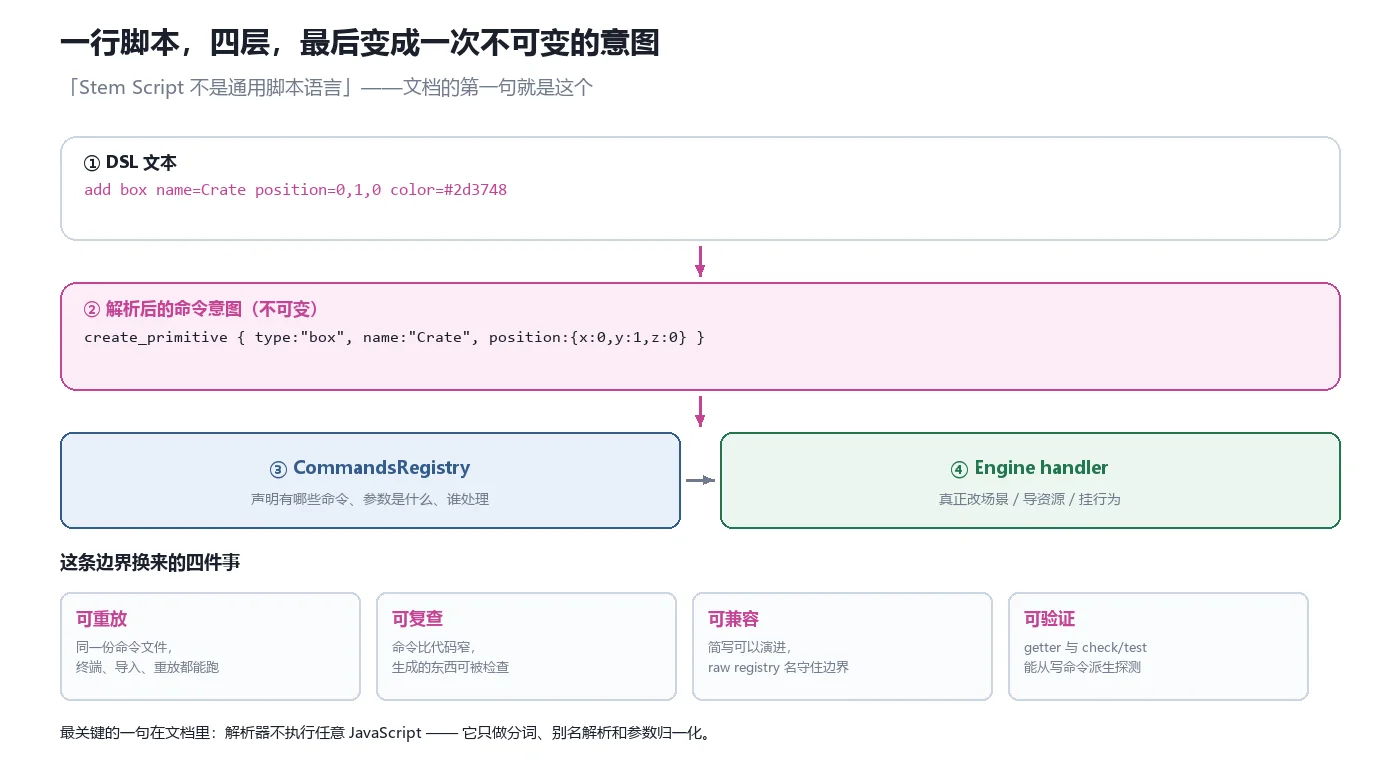 一行脚本，四层，最后变成一次不可变的意图
「Stem Script 不是通用脚本语言」——文档的第一句就是这个
① DSL 文本
add box name=Crate position=0,1,0 color=#2d3748
② 解析后的命令意图（不可变）
create_primitive { type:"box", name:"Crate", position:{x:0,y:1,z:0} }
③ CommandsRegistry
声明有哪些命令、参数是什么、谁处理
④ Engine handler
真正改场景 / 导资源 / 挂行为
这条边界换来的四件事
可重放
同一份命令文件，
终端、导入、重放都能跑
可复查
命令比代码窄，
生成的东西可被检查
可兼容
简写可以演进，
raw registry 名守住边界
可验证
getter 与 check/test
能从写命令派生探测
最关键的一句在文档里：解析器不执行任意 JavaScript —— 它只做分词、别名解析和参数归一化。